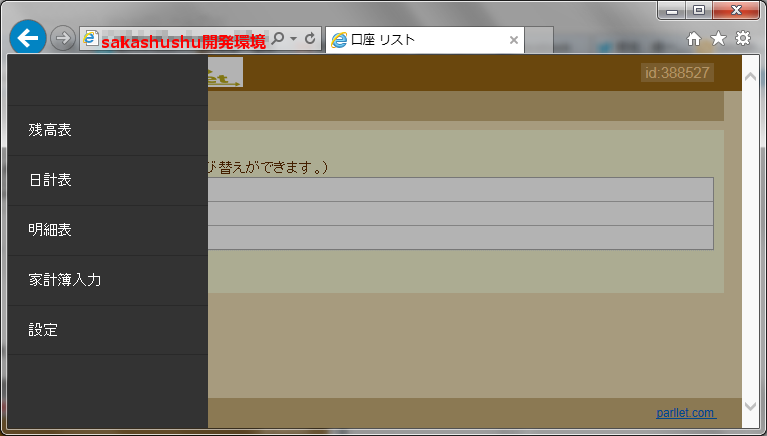 sakashushu開発環境
口座 リスト
id:388527
残高表
び替えができます。)
日計表
明細表
家計簿入力
設定
parllet.com